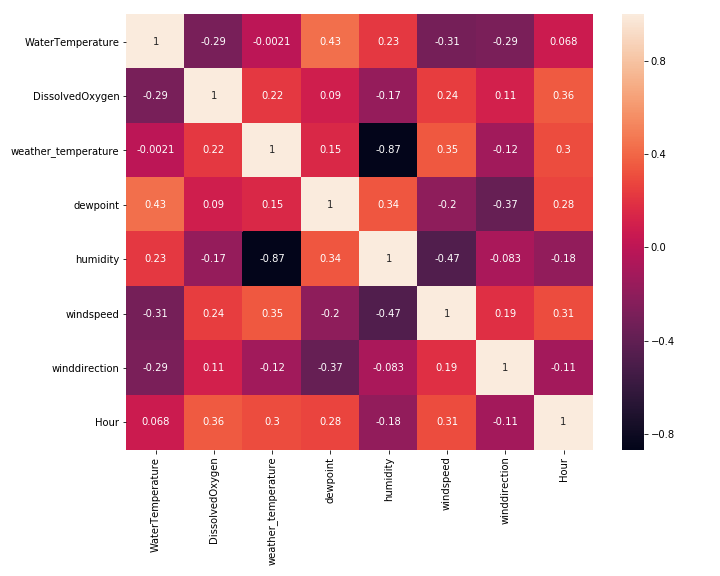 WaterTemperature 1 -0.29 -0.0021 0.43 0.23 -0.31 -0.29 0.068
DissolvedOxygen -0.29 1 0.22 0.09 -0.17 0.24 0.11 0.36
weather_temperature -0.0021 0.22 1 0.15 -0.87 0.35 -0.12 0.3
dewpoint 0.43 0.09 0.15 1 0.34 -0.2 -0.37 0.28
humidity 0.23 -0.17 -0.87 0.34 1 -0.47 -0.083 -0.18
windspeed -0.31 0.24 0.35 -0.2 -0.47 1 0.19 0.31
winddirection -0.29 0.11 -0.12 -0.37 -0.083 0.19 1 -0.11
Hour 0.068 0.36 0.3 0.28 -0.18 0.31 -0.11 1
WaterTemperature
DissolvedOxygen
weather_temperature
dewpoint
humidity
windspeed
winddirection
Hour
0.8
0.4
0.0
−0.4
−0.8